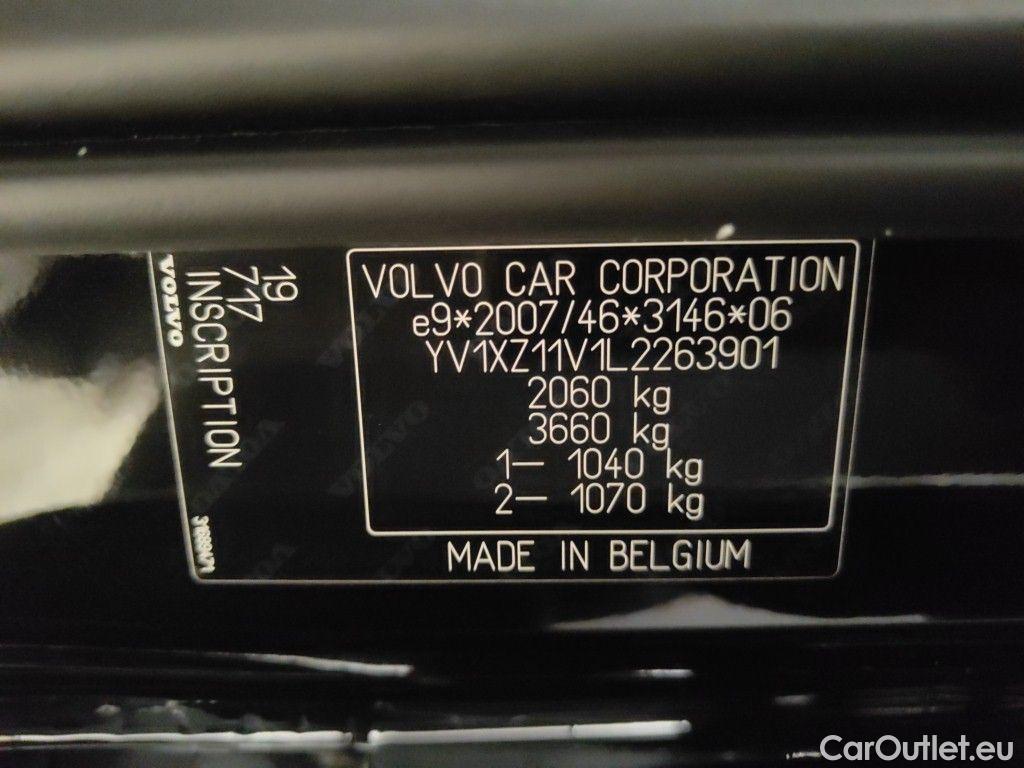 VOLVO CAR CORPORATION
e9*2007/46*3146*06
YV1XZ11V1L2263901
2060 kg
3660 kg
1— 1040 kg
2— 1070 kg
MADE IN BELGIUM
19
717
INSCRIPTION
VOLVO
CarOutlet.eu